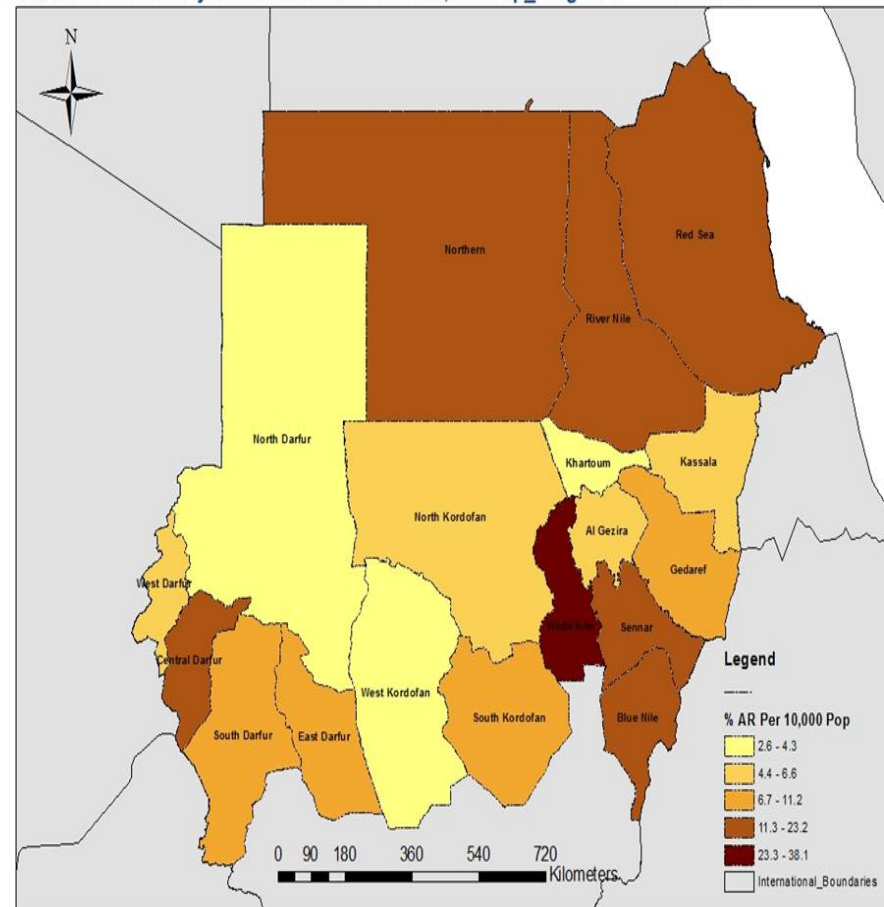 N
Northern
Red Sea
River Nile
North Darfur
Khartoum
Kassala
North Kordofan
Al Gezira
Gedaref
West Darfur
White Nile
Sennar
Central Darfur
West Kordofan
South Kordofan
Blue Nile
South Darfur
East Darfur
Legend
% AR Per 10,000 Pop
2.6 - 4.3
4.4 - 6.6
6.7 - 11.2
11.3 - 23.2
23.3 - 38.1
International_Boundaries
0 90 180 360 540 720
Kilometers